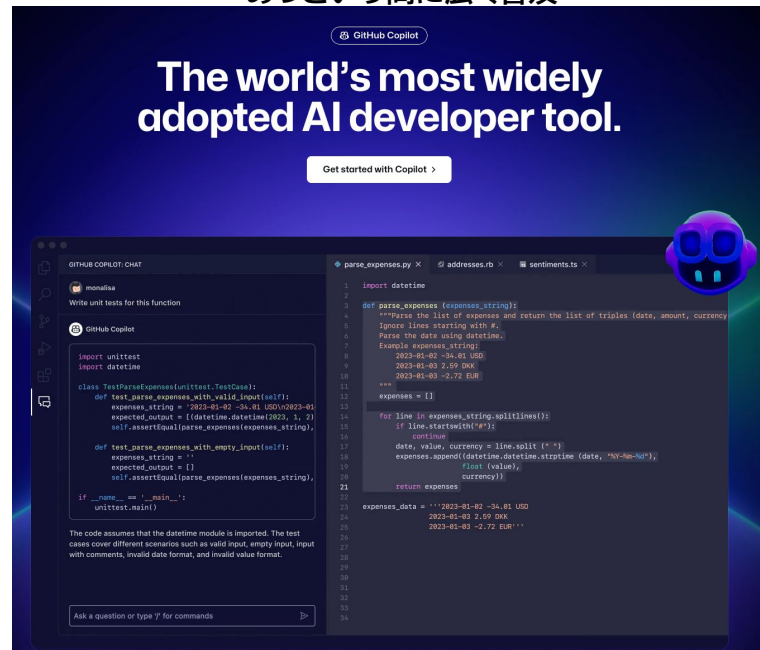 GitHub Copilot
The world's most widely
adopted AI developer tool.
Get started with Copilot >
GITHUB COPILOT: CHAT
monalisa
Write unit tests for this function
GitHub Copilot
import unittest
import datetime
class TestParseExpenses(unittest.TestCase):
def test_parse_expenses_with_valid_input(self):
expenses_string = '2023-01-02 -34.01 USD\n2023-01
expected_output = [(datetime.datetime(2023, 1, 2)
self.assertEqual(parse_expenses(expenses_string),
def test_parse_expenses_with_empty_input(self):
expenses_string = ''
expected_output = []
self.assertEqual(parse_expenses(expenses_string),
if __name__ == '__main__':
unittest.main()
The code assumes that the datetime module is imported. The test
cases cover different scenarios such as valid input, empty input, input
with comments, invalid date format, and invalid value format.
Ask a question or type '/' for commands
parse_expenses.py × addresses.rb × sentiments.ts ×
1 import datetime
2
3 def parse_expenses (expenses_string):
4 """Parse the list of expenses and return the list of triples (date, amount, currency
5 Ignore lines starting with #.
6 Parse the date using datetime.
7 Example expenses_string:
8 2023-01-02 -34.01 USD
9 2023-01-03 2.59 DKK
10 2023-01-03 -2.72 EUR
11 """
12 expenses = []
13
14 for line in expenses_string.splitlines():
15 if line.startswith("#"):
16 continue
17 date, value, currency = line.split (" ")
18 expenses.append((datetime.datetime.strptime (date, "%Y-%m-%d"),
19 float (value),
20 currency))
21 return expenses
22
23 expenses_data = '''2023-01-02 -34.01 USD
24 2023-01-03 2.59 DKK
25 2023-01-03 -2.72 EUR'''
26
27
28
29
30
31
32
33
34